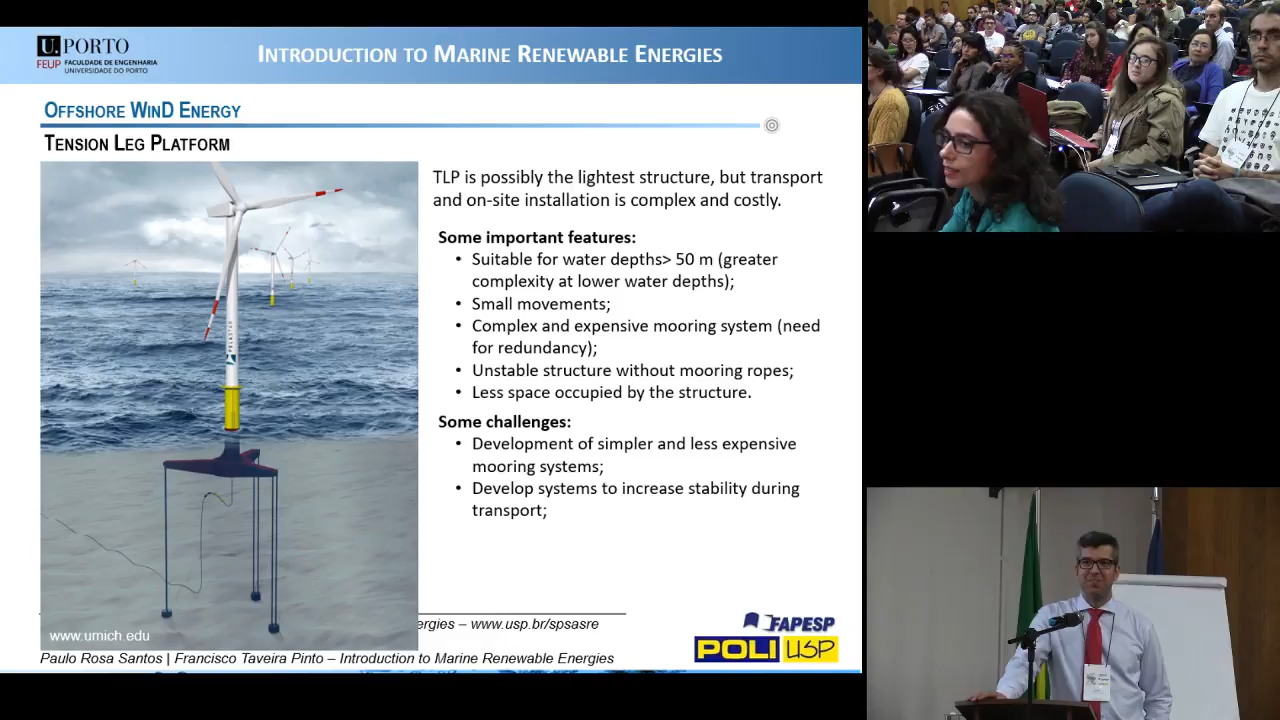 U.PORTO
FEUP FACULDADE DE ENGENHARIA
UNIVERSIDADE DO PORTO
INTRODUCTION TO MARINE RENEWABLE ENERGIES
OFFSHORE WIND ENERGY
TENSION LEG PLATFORM
TLP is possibly the lightest structure, but transport
and on-site installation is complex and costly.
Some important features:
• Suitable for water depths> 50 m (greater
complexity at lower water depths);
• Small movements;
• Complex and expensive mooring system (need
for redundancy);
• Unstable structure without mooring ropes;
• Less space occupied by the structure.
Some challenges:
• Development of simpler and less expensive
mooring systems;
• Develop systems to increase stability during
transport;
PELASTAR
www.umich.edu
ergies – www.usp.br/spsasre
Paulo Rosa Santos | Francisco Taveira Pinto – Introduction to Marine Renewable Energies
FAPESP
POLI USP